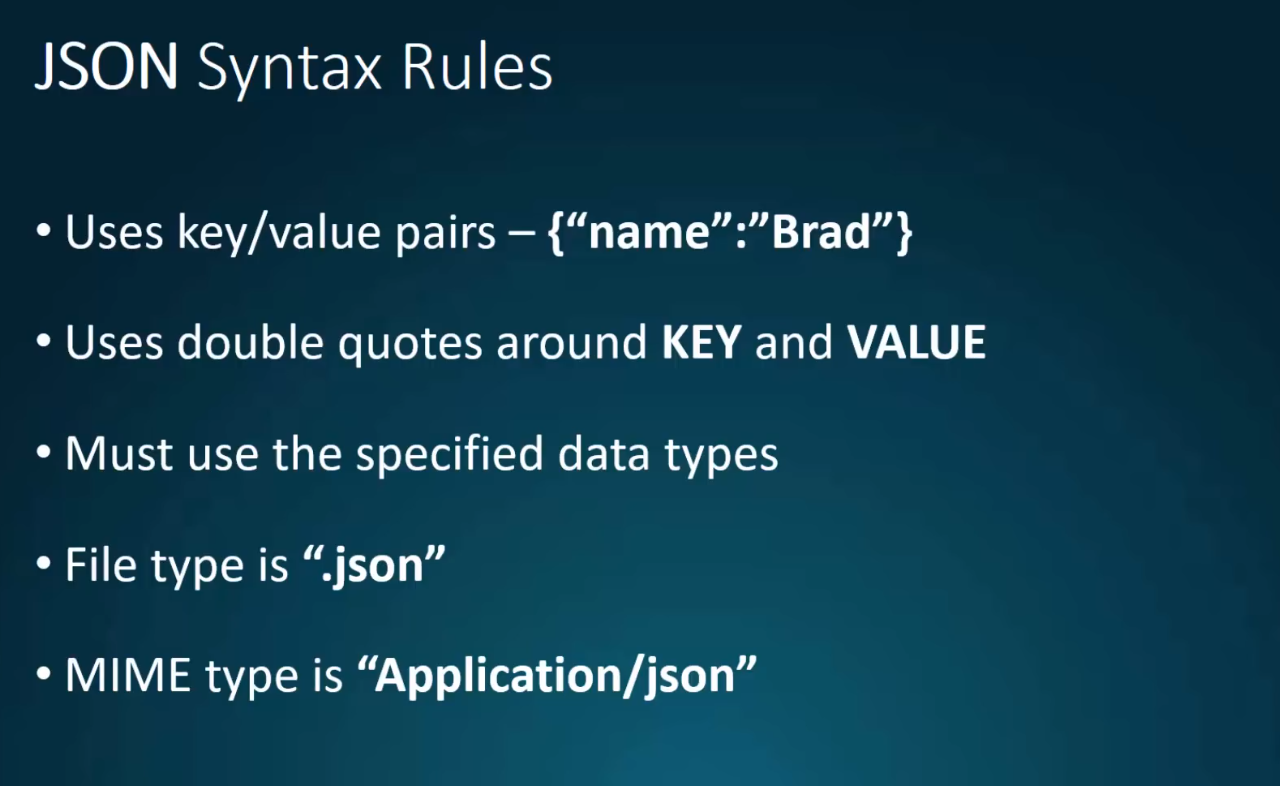 JSON Syntax Rules
• Uses key/value pairs – {“name”:”Brad”}
• Uses double quotes around KEY and VALUE
• Must use the specified data types
• File type is “.json”
• MIME type is “Application/json”